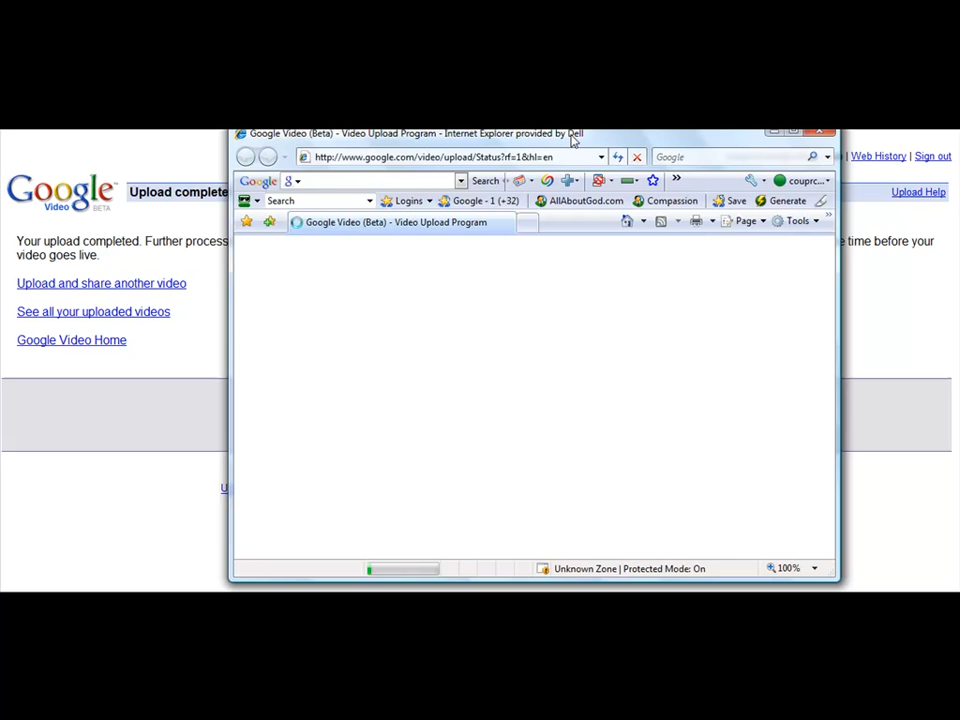 Google Video (Beta) - Video Upload Program - Internet Explorer provided by Dell
http://www.google.com/video/upload/Status?rf=1&hl=en
Google
Web History | Sign out
Google Search
couprc...
Google
Video BETA
Upload complete
Upload Help
Search Logins Google - 1 (+32) AllAboutGod.com Compassion Save Generate
Google Video (Beta) - Video Upload Program
Page Tools
Your upload completed. Further process
e time before your
video goes live.
Upload and share another video
See all your uploaded videos
Google Video Home
U
Unknown Zone | Protected Mode: On
100%